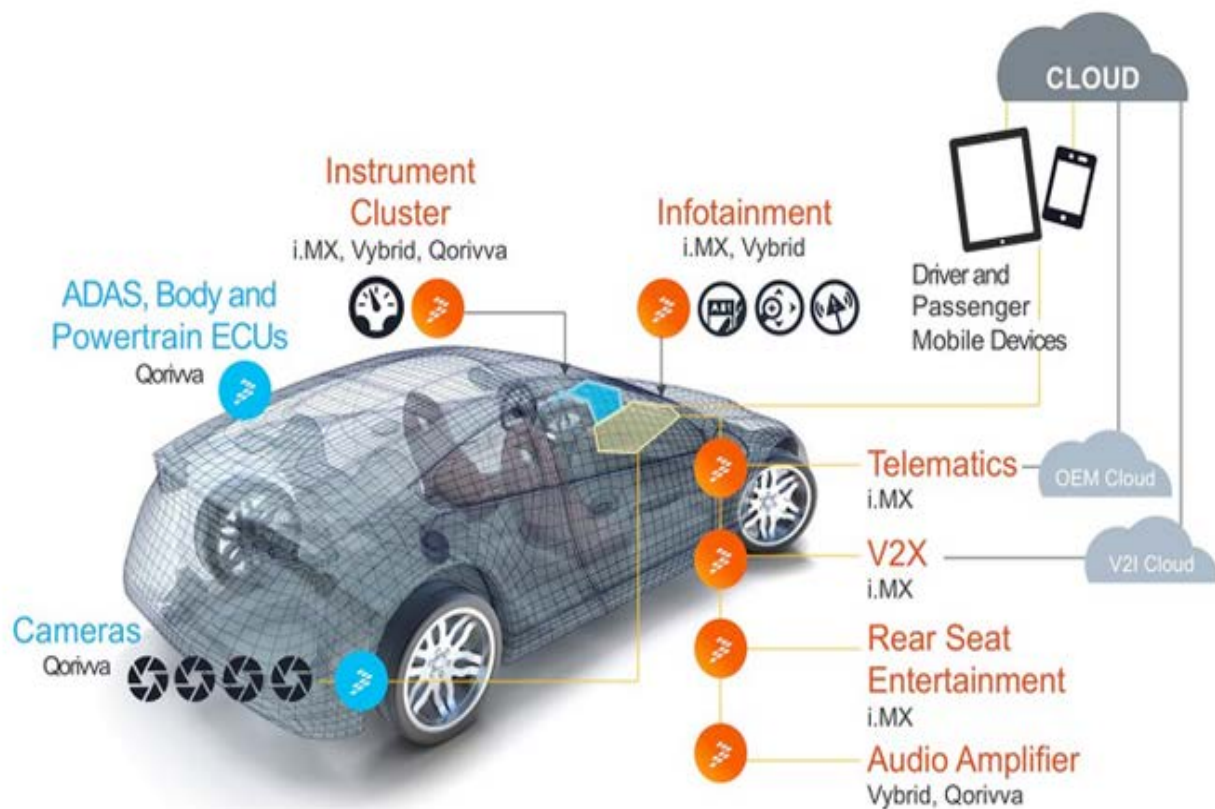 CLOUD
Instrument
Cluster
i.MX, Vybrid, Qorivva
Infotainment
i.MX, Vybrid
ADAS, Body and
Powertrain ECUs
Qorivva
Driver and
Passenger
Mobile Devices
Telematics
i.MX
OEM Cloud
V2X
i.MX
V2I Cloud
Cameras
Qorivva
Rear Seat
Entertainment
i.MX
Audio Amplifier
Vybrid, Qorivva